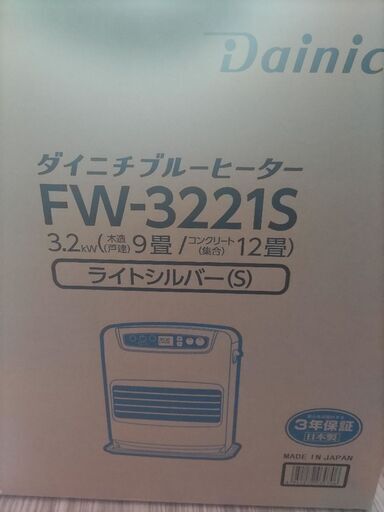 Dainic
ダイニチブルーヒーター
FW-3221S
3.2kW(木造(戸建)9畳/コンクリート(集合)12畳)
ライトシルバー(S)
3年保証
[日本製]
MADE IN JAPAN